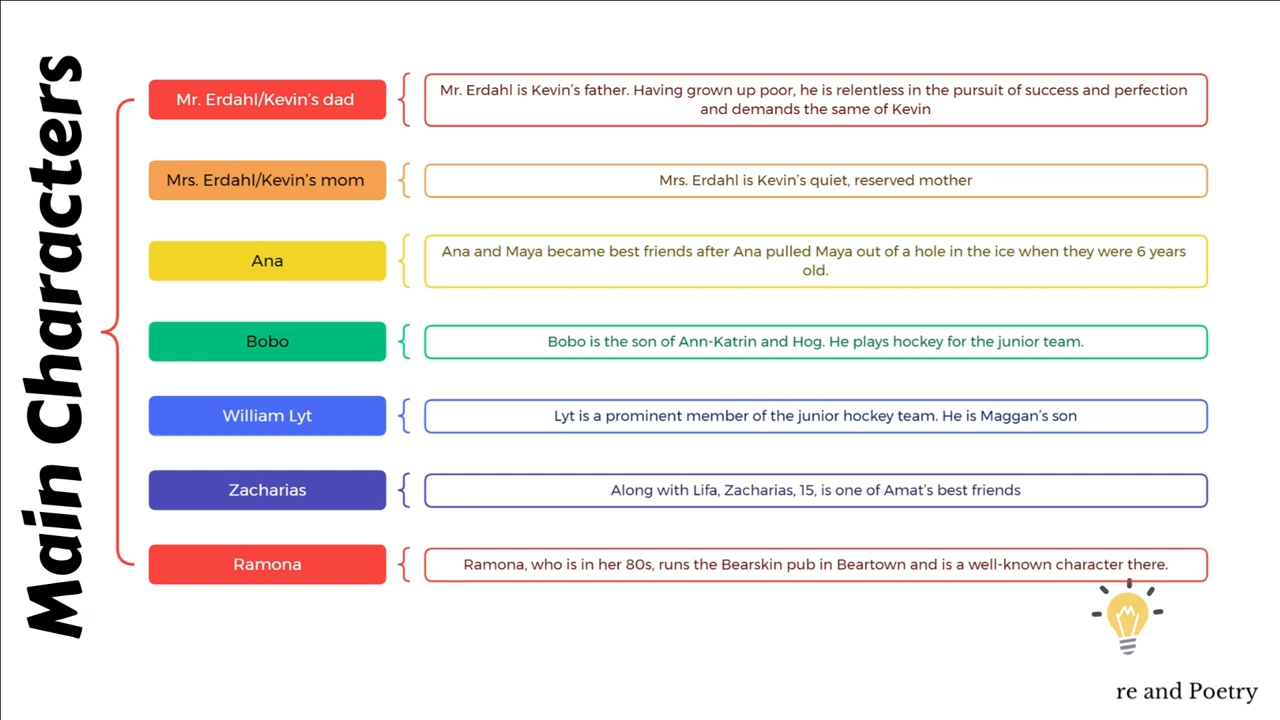 Main Characters
Mr. Erdahl/Kevin's dad
Mr. Erdahl is Kevin's father. Having grown up poor, he is relentless in the pursuit of success and perfection
and demands the same of Kevin
Mrs. Erdahl/Kevin's mom
Mrs. Erdahl is Kevin's quiet, reserved mother
Ana
Ana and Maya became best friends after Ana pulled Maya out of a hole in the ice when they were 6 years
old.
Bobo
Bobo is the son of Ann-Katrin and Hog. He plays hockey for the junior team.
William Lyt
Lyt is a prominent member of the junior hockey team. He is Maggan's son
Zacharias
Along with Lifa, Zacharias, 15, is one of Amat's best friends
Ramona
Ramona, who is in her 80s, runs the Bearskin pub in Beartown and is a well-known character there.
re and Poetry